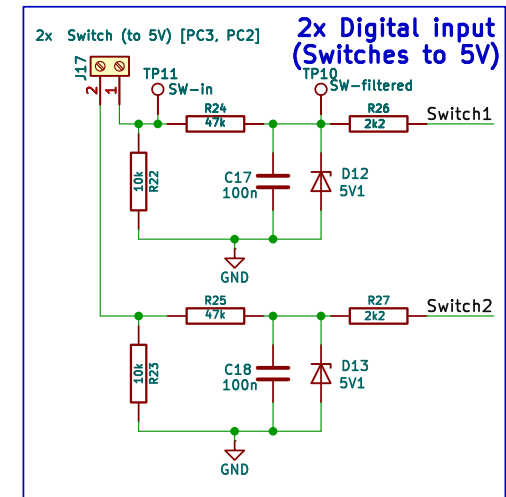 2x Digital input
(Switches to 5V)
2x Switch (to 5V) [PC3, PC2]
J17
2
1
TP11
SW-in
TP10
SW-filtered
R24
47k
R26
2k2
Switch1
10k
R22
C17
100n
D12
5V1
GND
R25
47k
R27
2k2
Switch2
10k
R23
C18
100n
D13
5V1
GND